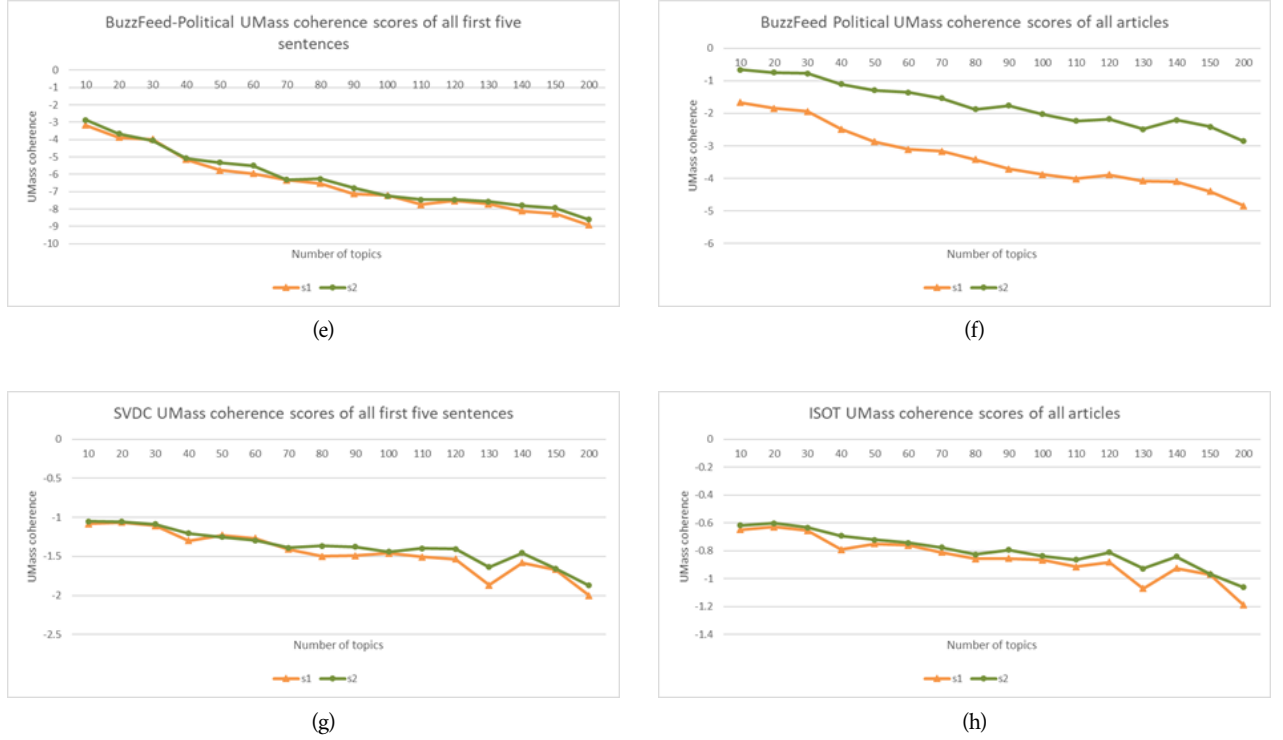 BuzzFeed-Political UMass coherence scores of all first five
sentences
0
-1
-2
-3
-4
-5
-6
-7
-8
-9
-10
10 20 30 40 50 60 70 80 90 100 110 120 130 140 150 200
UMass coherence
Number of topics
s1 s2
(e)
BuzzFeed Political UMass coherence scores of all articles
0
-1
-2
-3
-4
-5
-6
10 20 30 40 50 60 70 80 90 100 110 120 130 140 150 200
UMass coherence
Number of topics
s1 s2
(f)
SVDC UMass coherence scores of all first five sentences
0
-0.5
-1
-1.5
-2
-2.5
10 20 30 40 50 60 70 80 90 100 110 120 130 140 150 200
UMass coherence
Number of topics
s1 s2
(g)
ISOT UMass coherence scores of all articles
0
-0.2
-0.4
-0.6
-0.8
-1
-1.2
-1.4
10 20 30 40 50 60 70 80 90 100 110 120 130 140 150 200
UMass coherence
Number of topics
s1 s2
(h)